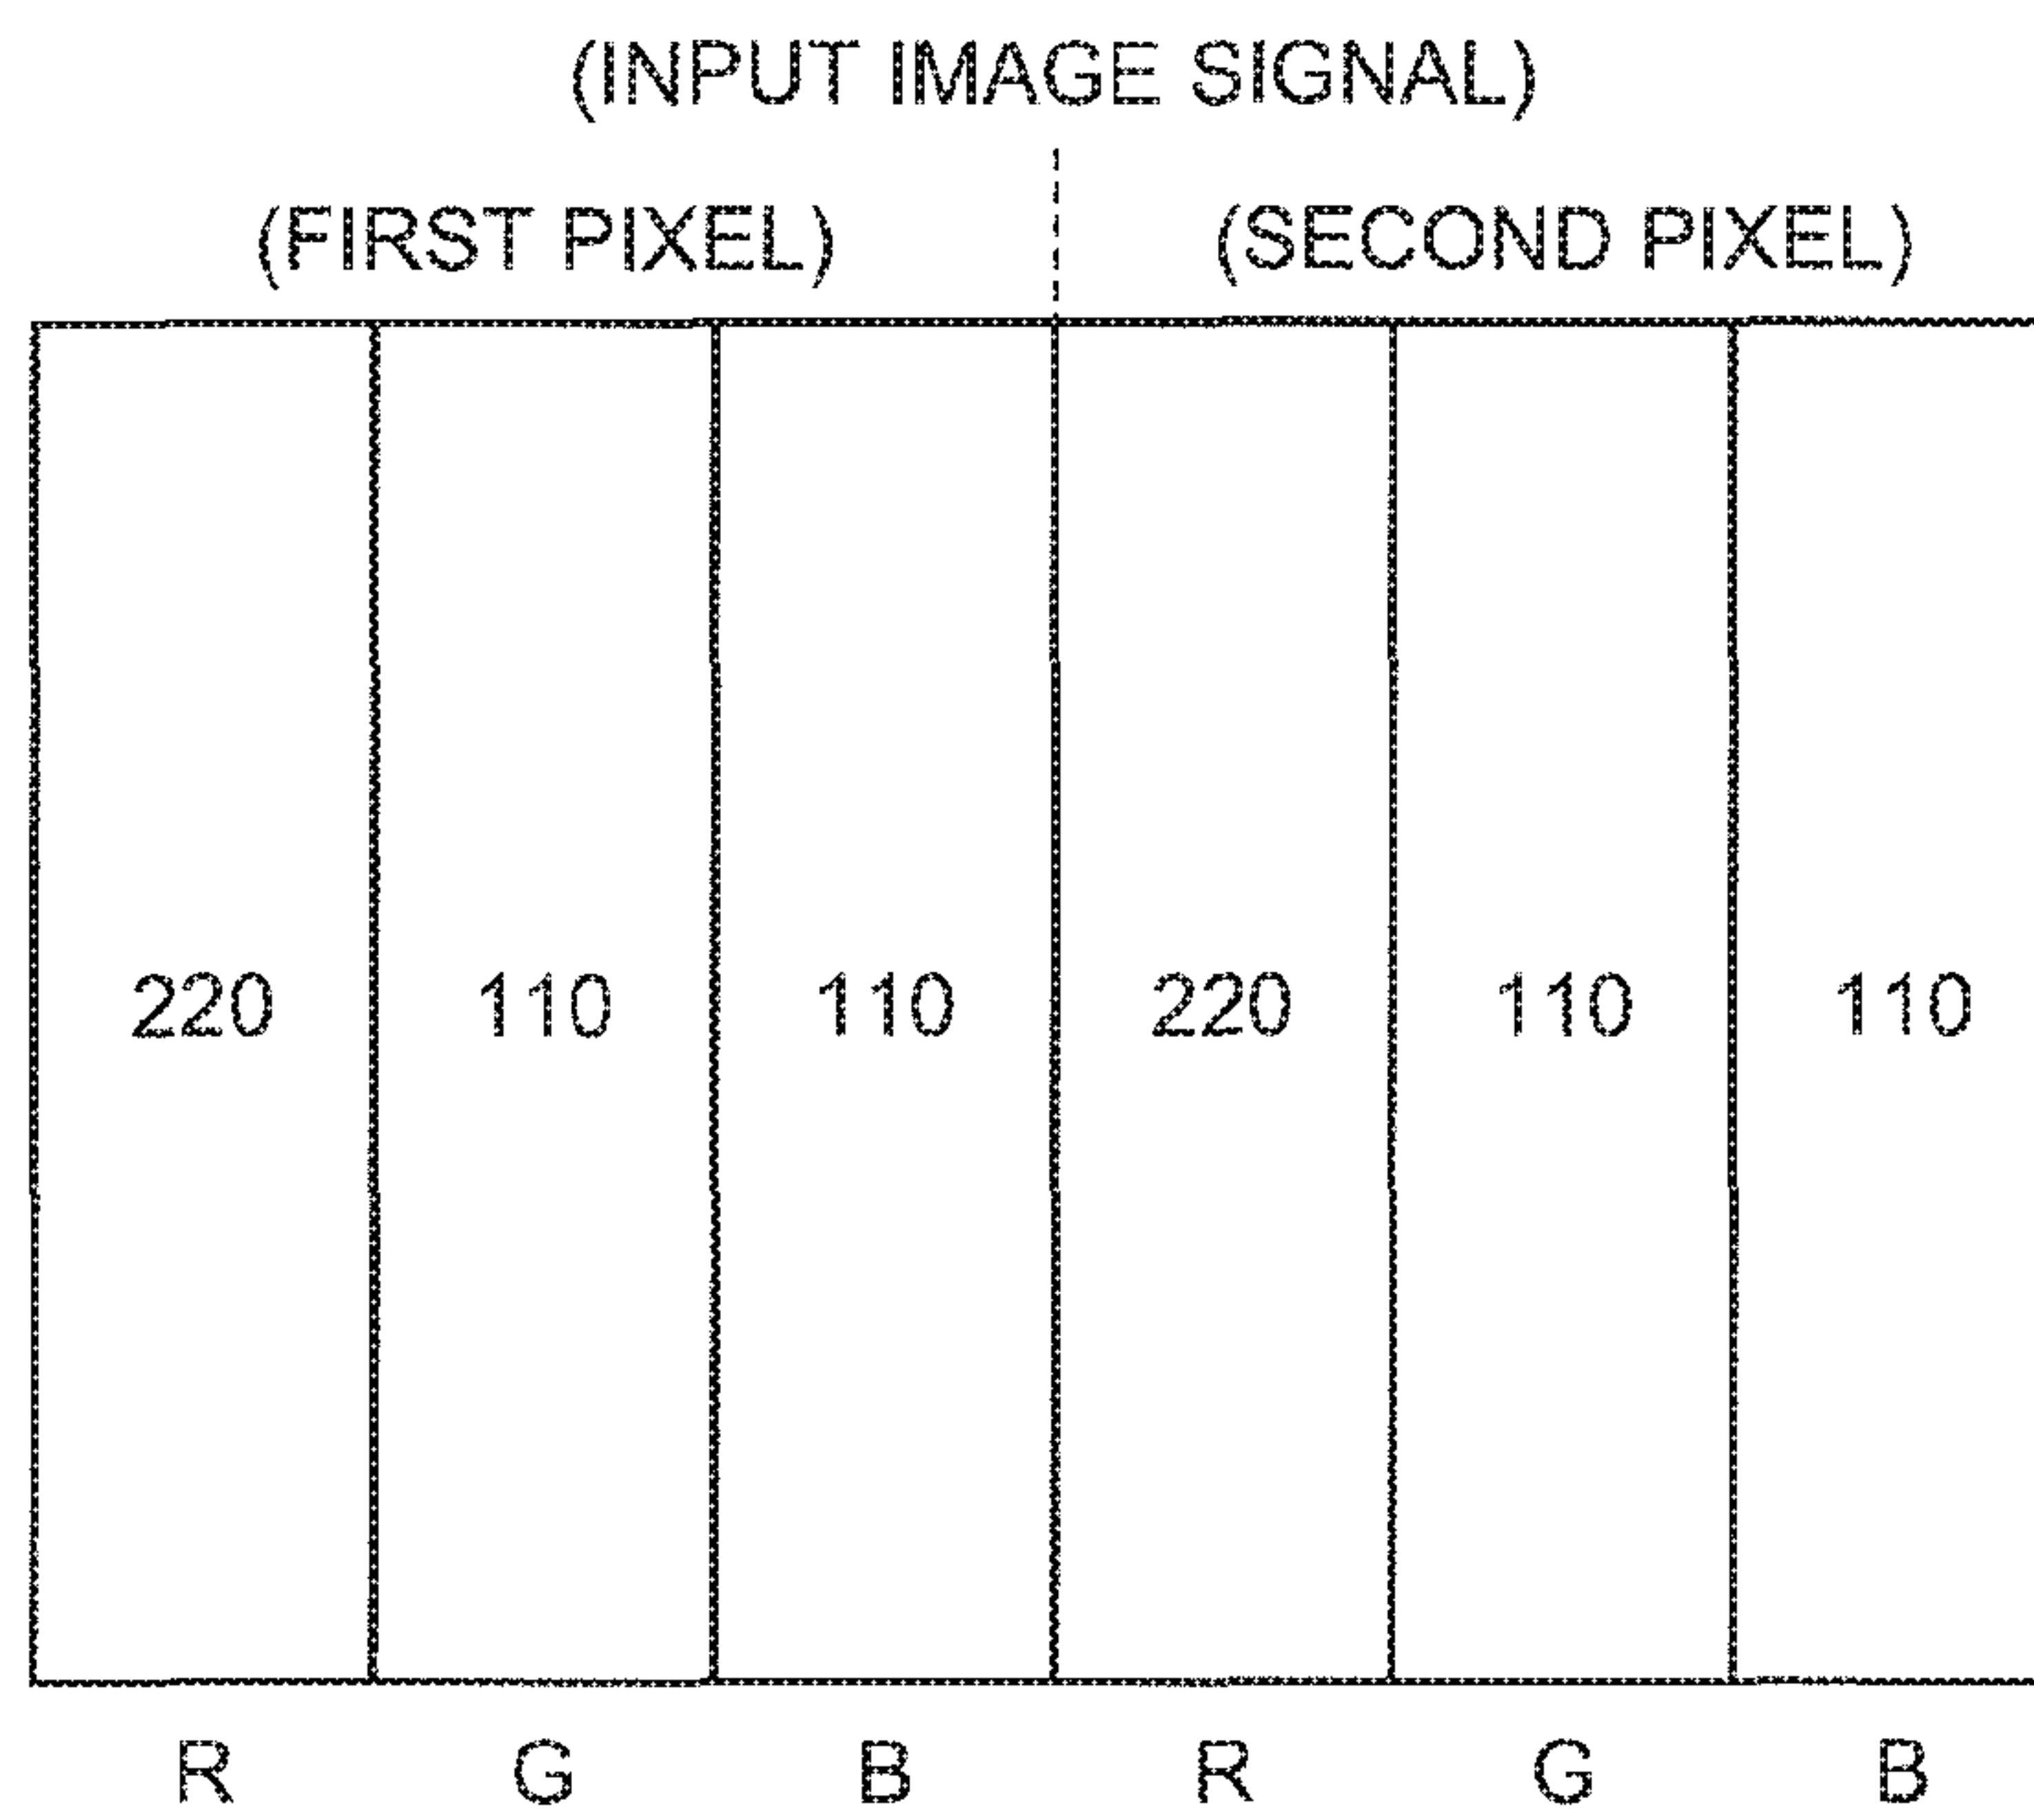 (INPUT IMAGE SIGNAL)
(FIRST PIXEL) (SECOND PIXEL)
220 110 110 220 110 110
R G B R G B